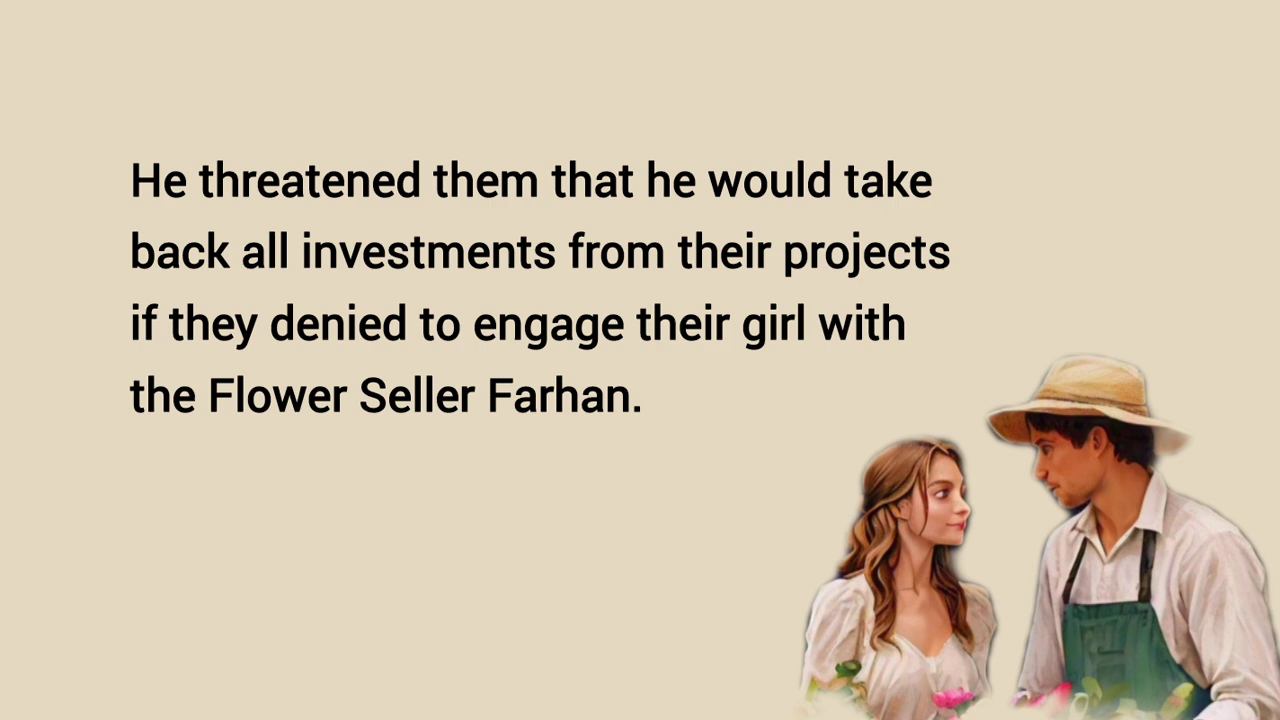 He threatened them that he would take
back all investments from their projects
if they denied to engage their girl with
the Flower Seller Farhan.